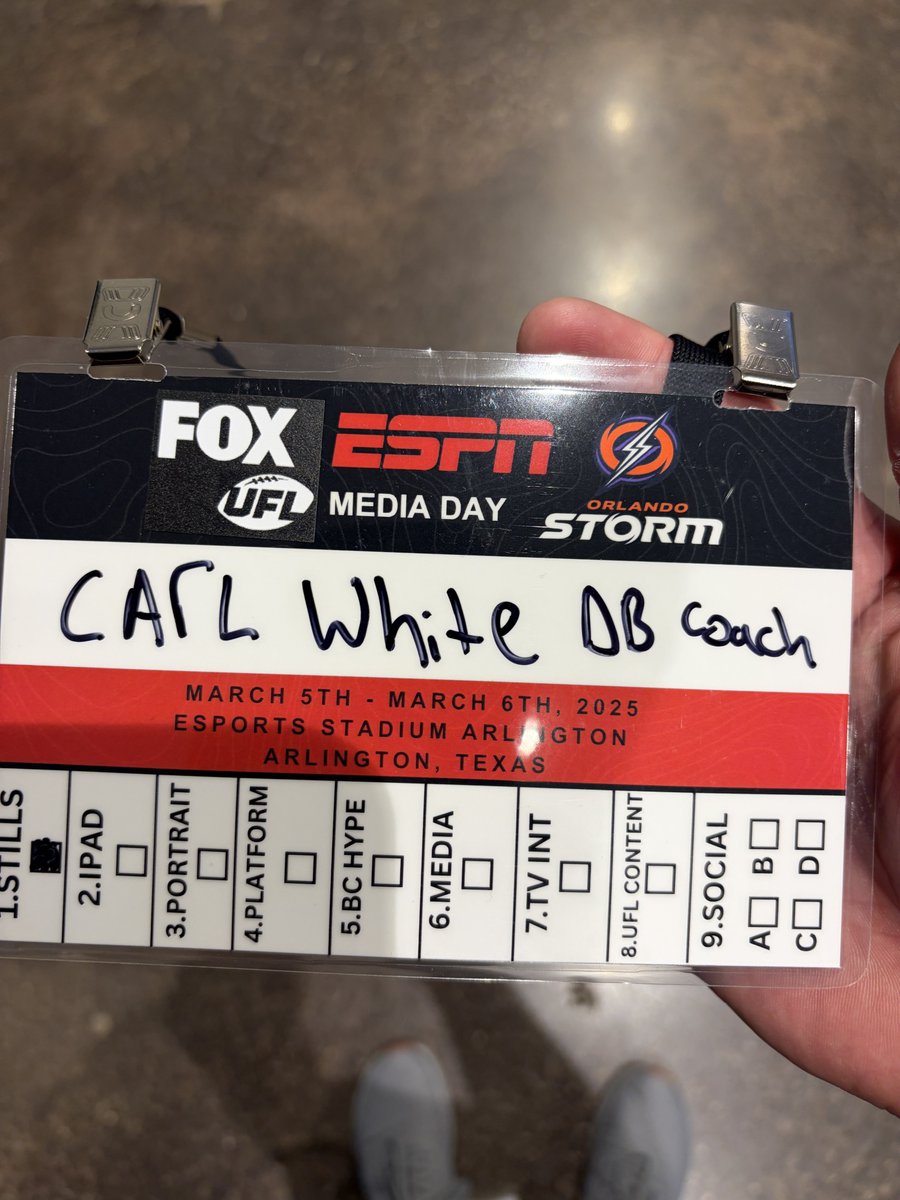 FOX
UFL
ESPN
MEDIA DAY
ORLANDO
STORM
CARL White DB Coach
MARCH 5TH - MARCH 6TH, 2025
ESPORTS STADIUM ARLINGTON
ARLINGTON, TEXAS
1.STILLS
2.IPAD
3.PORTRAIT
4.PLATFORM
5.BC HYPE
6.MEDIA
7.TV INT
8.UFL CONTENT
9.SOCIAL
A B
C D